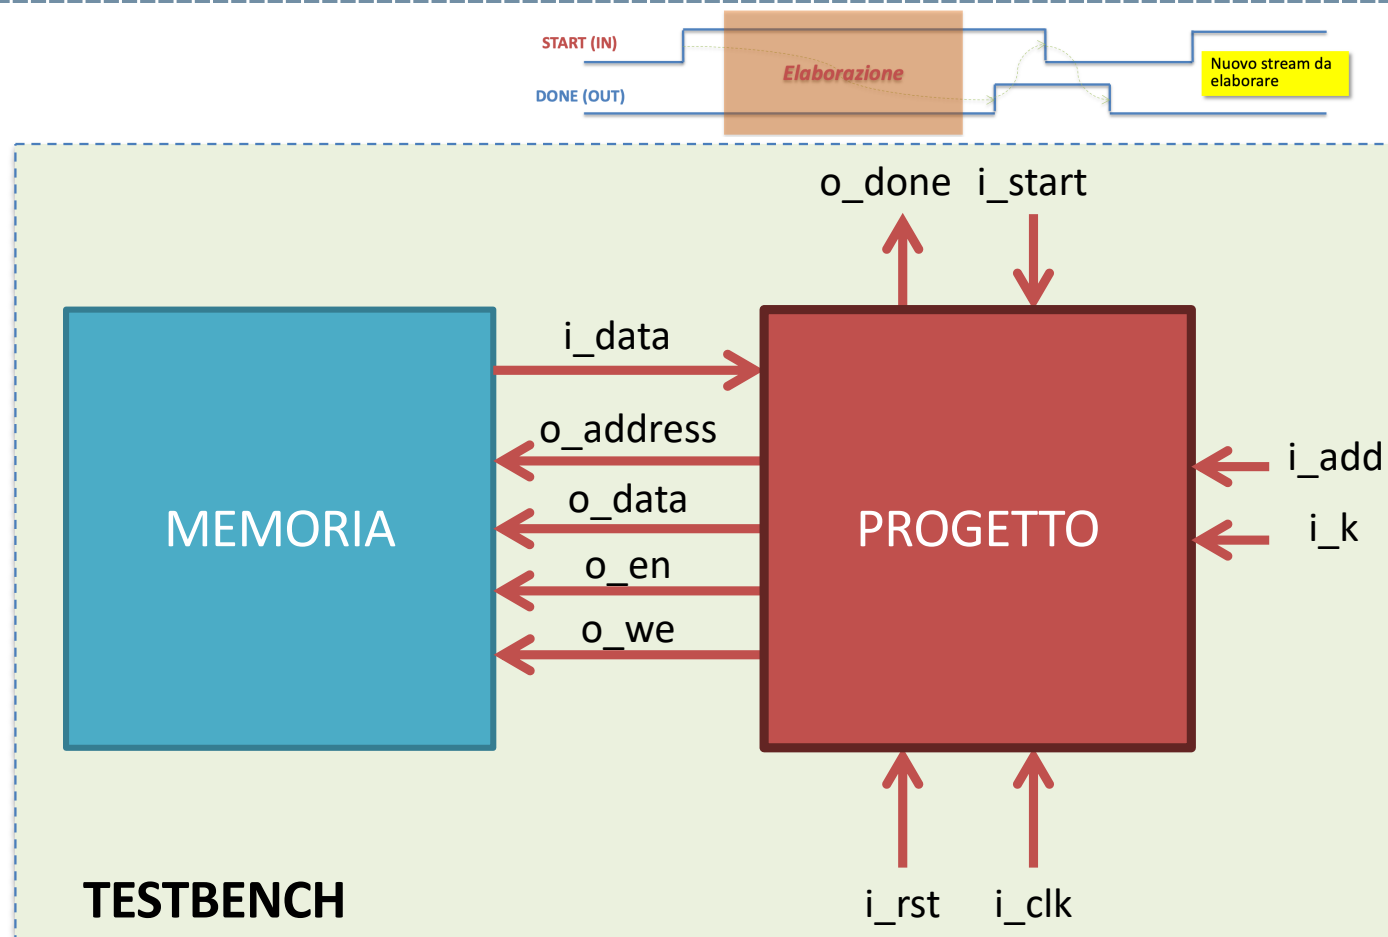 START (IN)
Elaborazione
Nuovo stream da
elaborare
DONE (OUT)
o_done
i_start
i_data
o_address
i_add
o_data
MEMORIA
PROGETTO
i_k
o_en
o_we
TESTBENCH
i_rst
i_clk